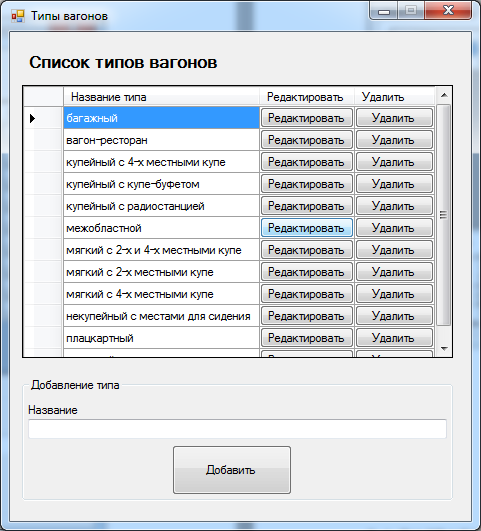 Типы вагонов
Список типов вагонов
Название типа Редактировать Удалить
багажный Редактировать Удалить
вагон-ресторан Редактировать Удалить
купейный с 4-х местными купе Редактировать Удалить
купейный с купе-буфетом Редактировать Удалить
купейный с радиостанцией Редактировать Удалить
межобластной Редактировать Удалить
мягкий с 2-х и 4-х местными купе Редактировать Удалить
мягкий с 2-х местными купе Редактировать Удалить
мягкий с 4-х местными купе Редактировать Удалить
некупейный с местами для сидения Редактировать Удалить
плацкартный Редактировать Удалить
Добавление типа
Название
Добавить